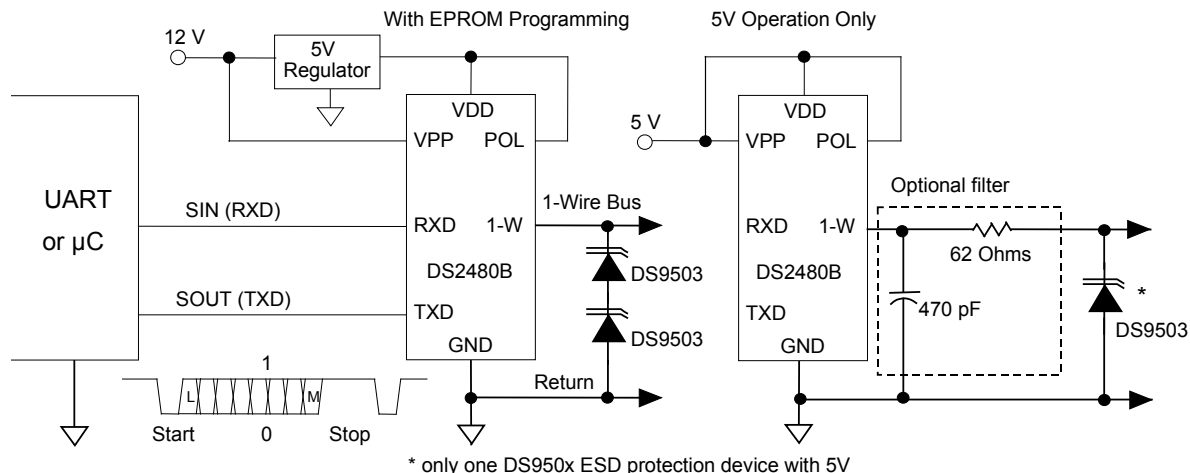 With EPROM Programming
5V Operation Only
12 V
5V
Regulator
VDD
VPP
POL
5 V
VDD
VPP
POL
UART
or µC
SIN (RXD)
RXD
1-W
1-Wire Bus
DS2480B
DS9503
DS9503
SOUT (TXD)
TXD
GND
Return
Optional filter
RXD
1-W
62 Ohms
DS2480B
470 pF
*
DS9503
TXD
GND
1
L
M
Start
0
Stop
* only one DS950x ESD protection device with 5V